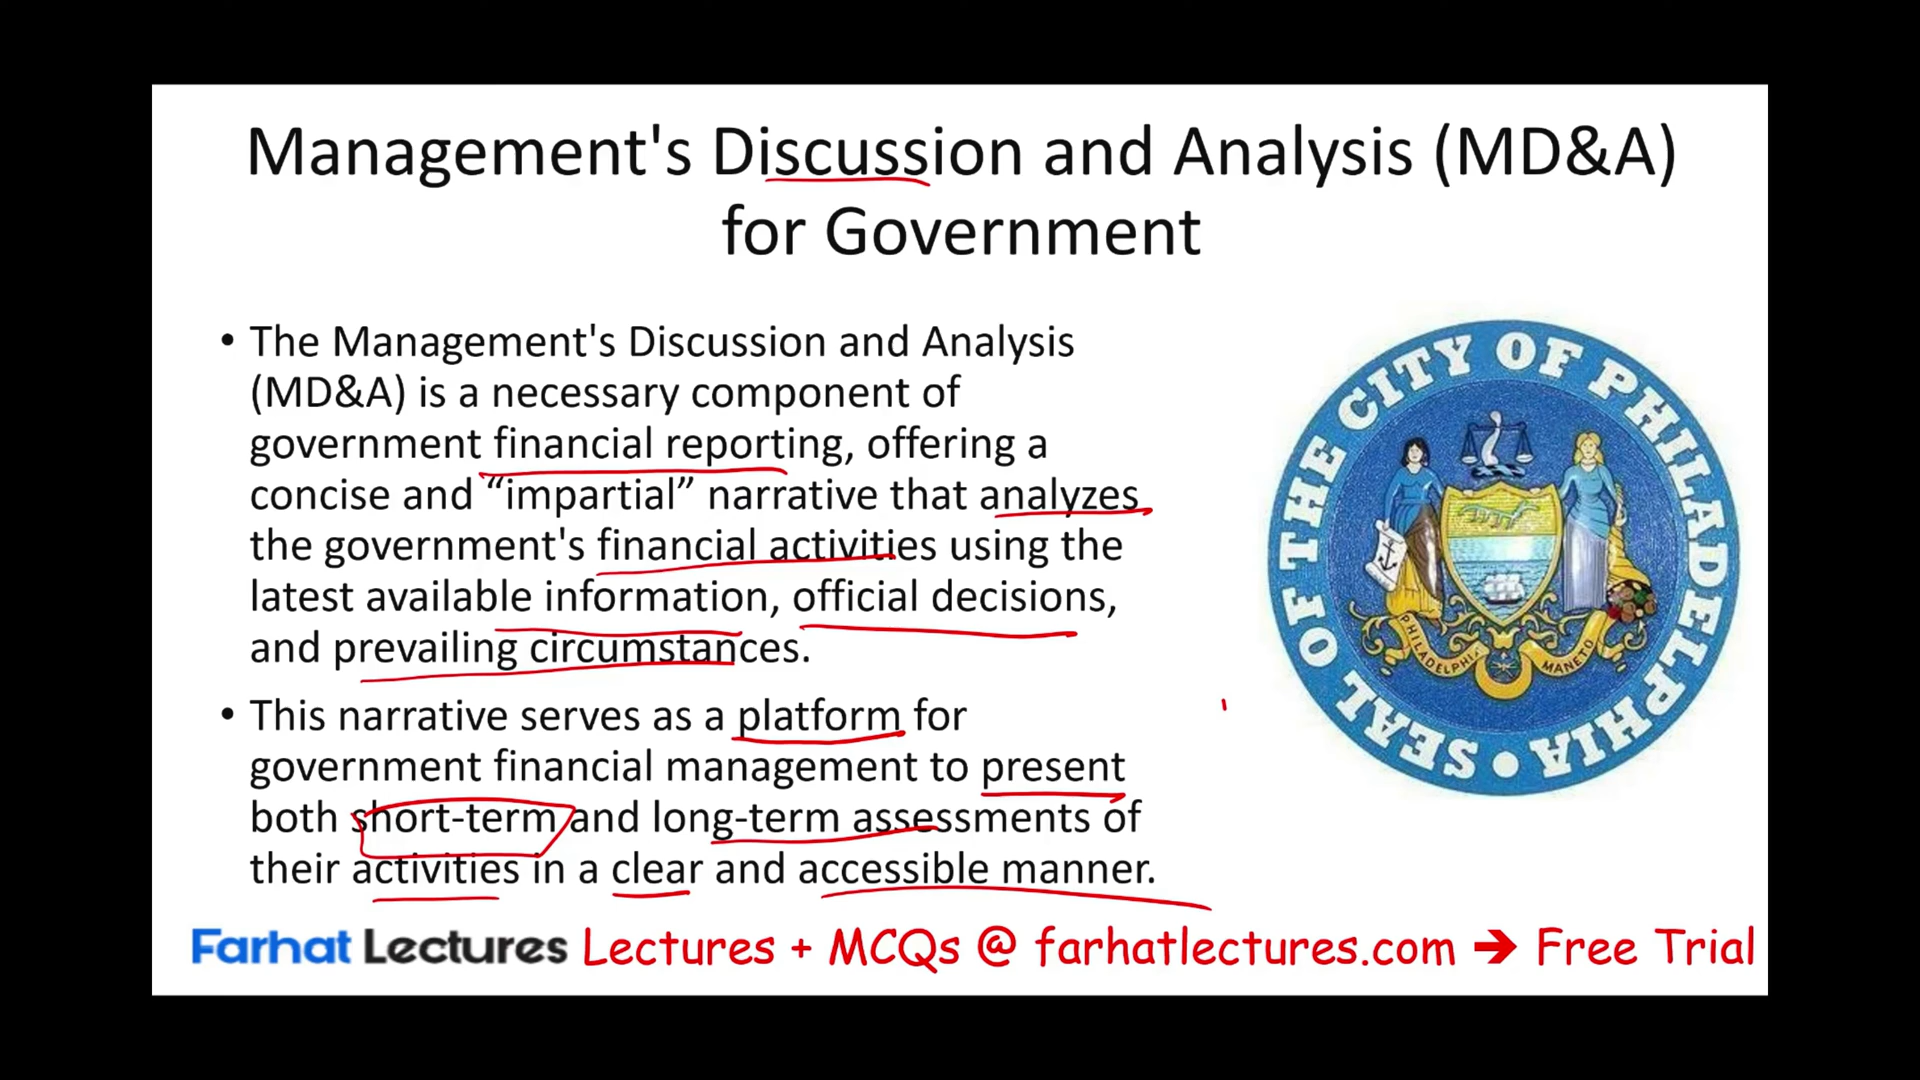 Management's Discussion and Analysis (MD&A)
for Government
• The Management's Discussion and Analysis
(MD&A) is a necessary component of
government financial reporting, offering a
concise and “impartial” narrative that analyzes
the government's financial activities using the
latest available information, official decisions,
and prevailing circumstances.
• This narrative serves as a platform for
government financial management to present
both short-term and long-term assessments of
their activities in a clear and accessible manner.
SEAL OF THE CITY OF PHILADELPHIA
PHILADELPHIA MANETO
Farhat Lectures Lectures + MCQs @ farhatlectures.com ➔ Free Trial